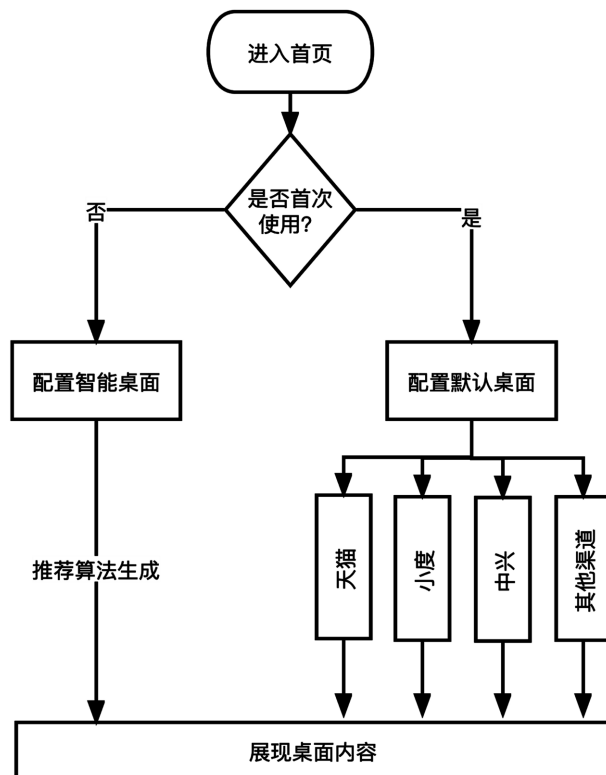 进入首页
是否首次
使用?
否
是
配置智能桌面
配置默认桌面
推荐算法生成
天猫
小度
中兴
其他渠道
展现桌面内容